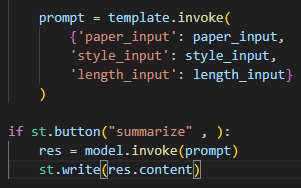 prompt = template.invoke(
{'paper_input': paper_input,
'style_input': style_input,
'length_input': length_input}
)
if st.button("summarize" , ):
res = model.invoke(prompt)
st.write(res.content)